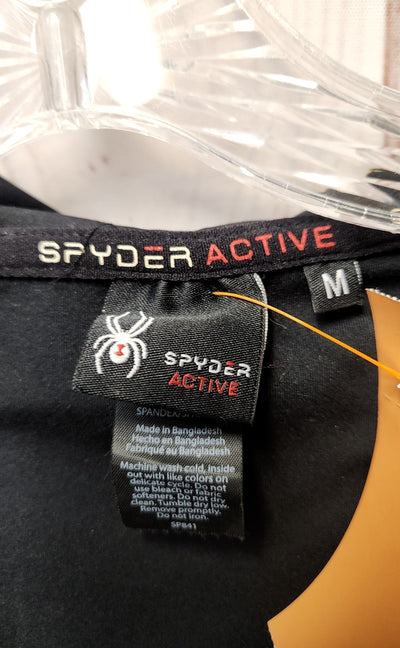 SPYDER ACTIVE
M
SPYDER
ACTIVE
SPANDEX/
Made in Bangladesh
Hecho en Bangladesh
Fabriqué au Bangladesh
Machine wash cold, Inside
out with like colors on
delicate cycle. Do not
use bleach or fabric
softeners. Do not dry
clean. Tumble dry low.
Remove promptly.
Do not iron.
SP841